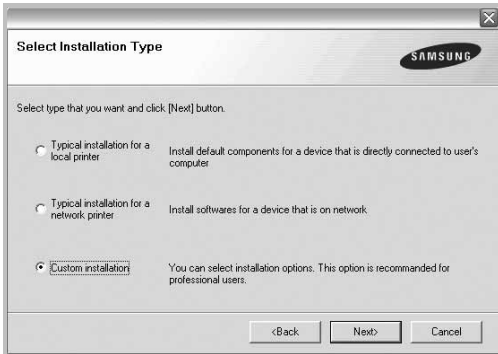 Select Installation Type
SAMSUNG
Select type that you want and click [Next] button.
Typical installation for a
local printer
Install default components for a device that is directly connected to user's
computer
Typical installation for a
network printer
Install softwares for a device that is on network
Custom installation
You can select installation options. This option is recommanded for
professional users.
<Back
Next>
Cancel